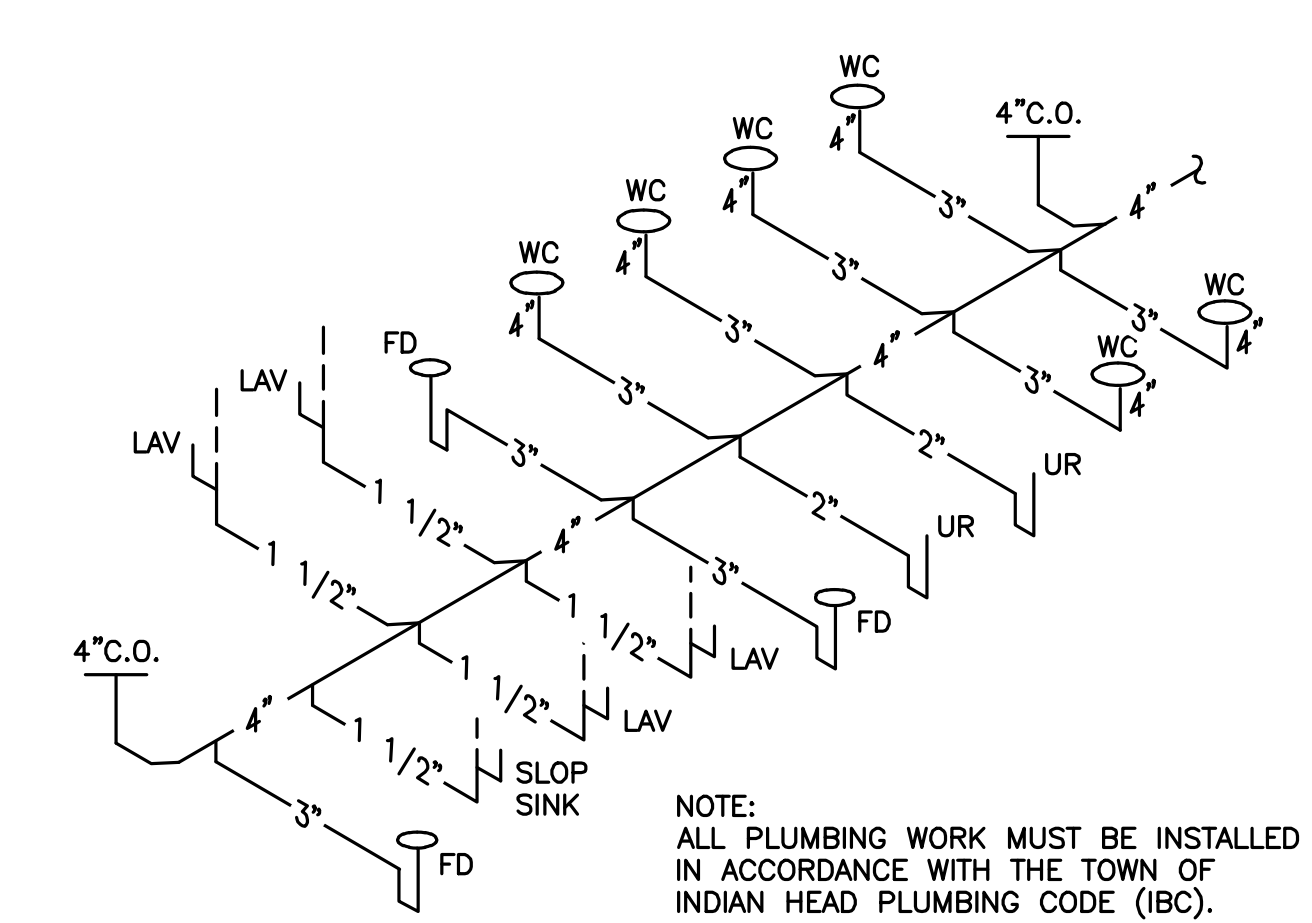 WC
4"C.O.
WC
4"
4"
3"
WC
4"
3"
WC
4"
3"
WC
4"
3"
4"
WC
4"
FD
3"
3"
LAV
1 1/2"
3"
2"
UR
LAV
1 1/2"
4"
2"
UR
3"
FD
1 1/2"
LAV
4"C.O.
4"
1 1/2"
LAV
1 1/2"
SLOP
SINK
3"
FD
NOTE:
ALL PLUMBING WORK MUST BE INSTALLED
IN ACCORDANCE WITH THE TOWN OF
INDIAN HEAD PLUMBING CODE (IBC).